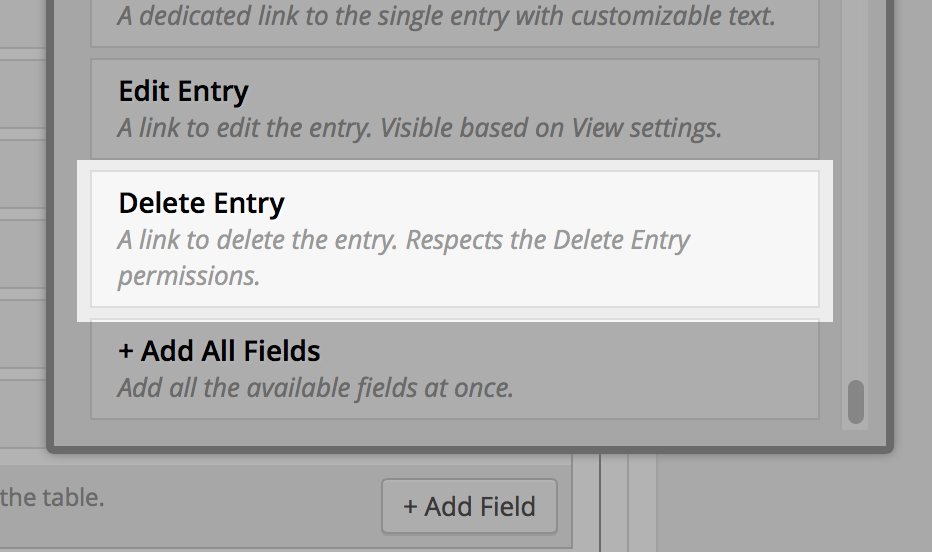 A dedicated link to the single entry with customizable text.
Edit Entry
A link to edit the entry. Visible based on View settings.
Delete Entry
A link to delete the entry. Respects the Delete Entry
permissions.
+ Add All Fields
Add all the available fields at once.
the table.
+ Add Field